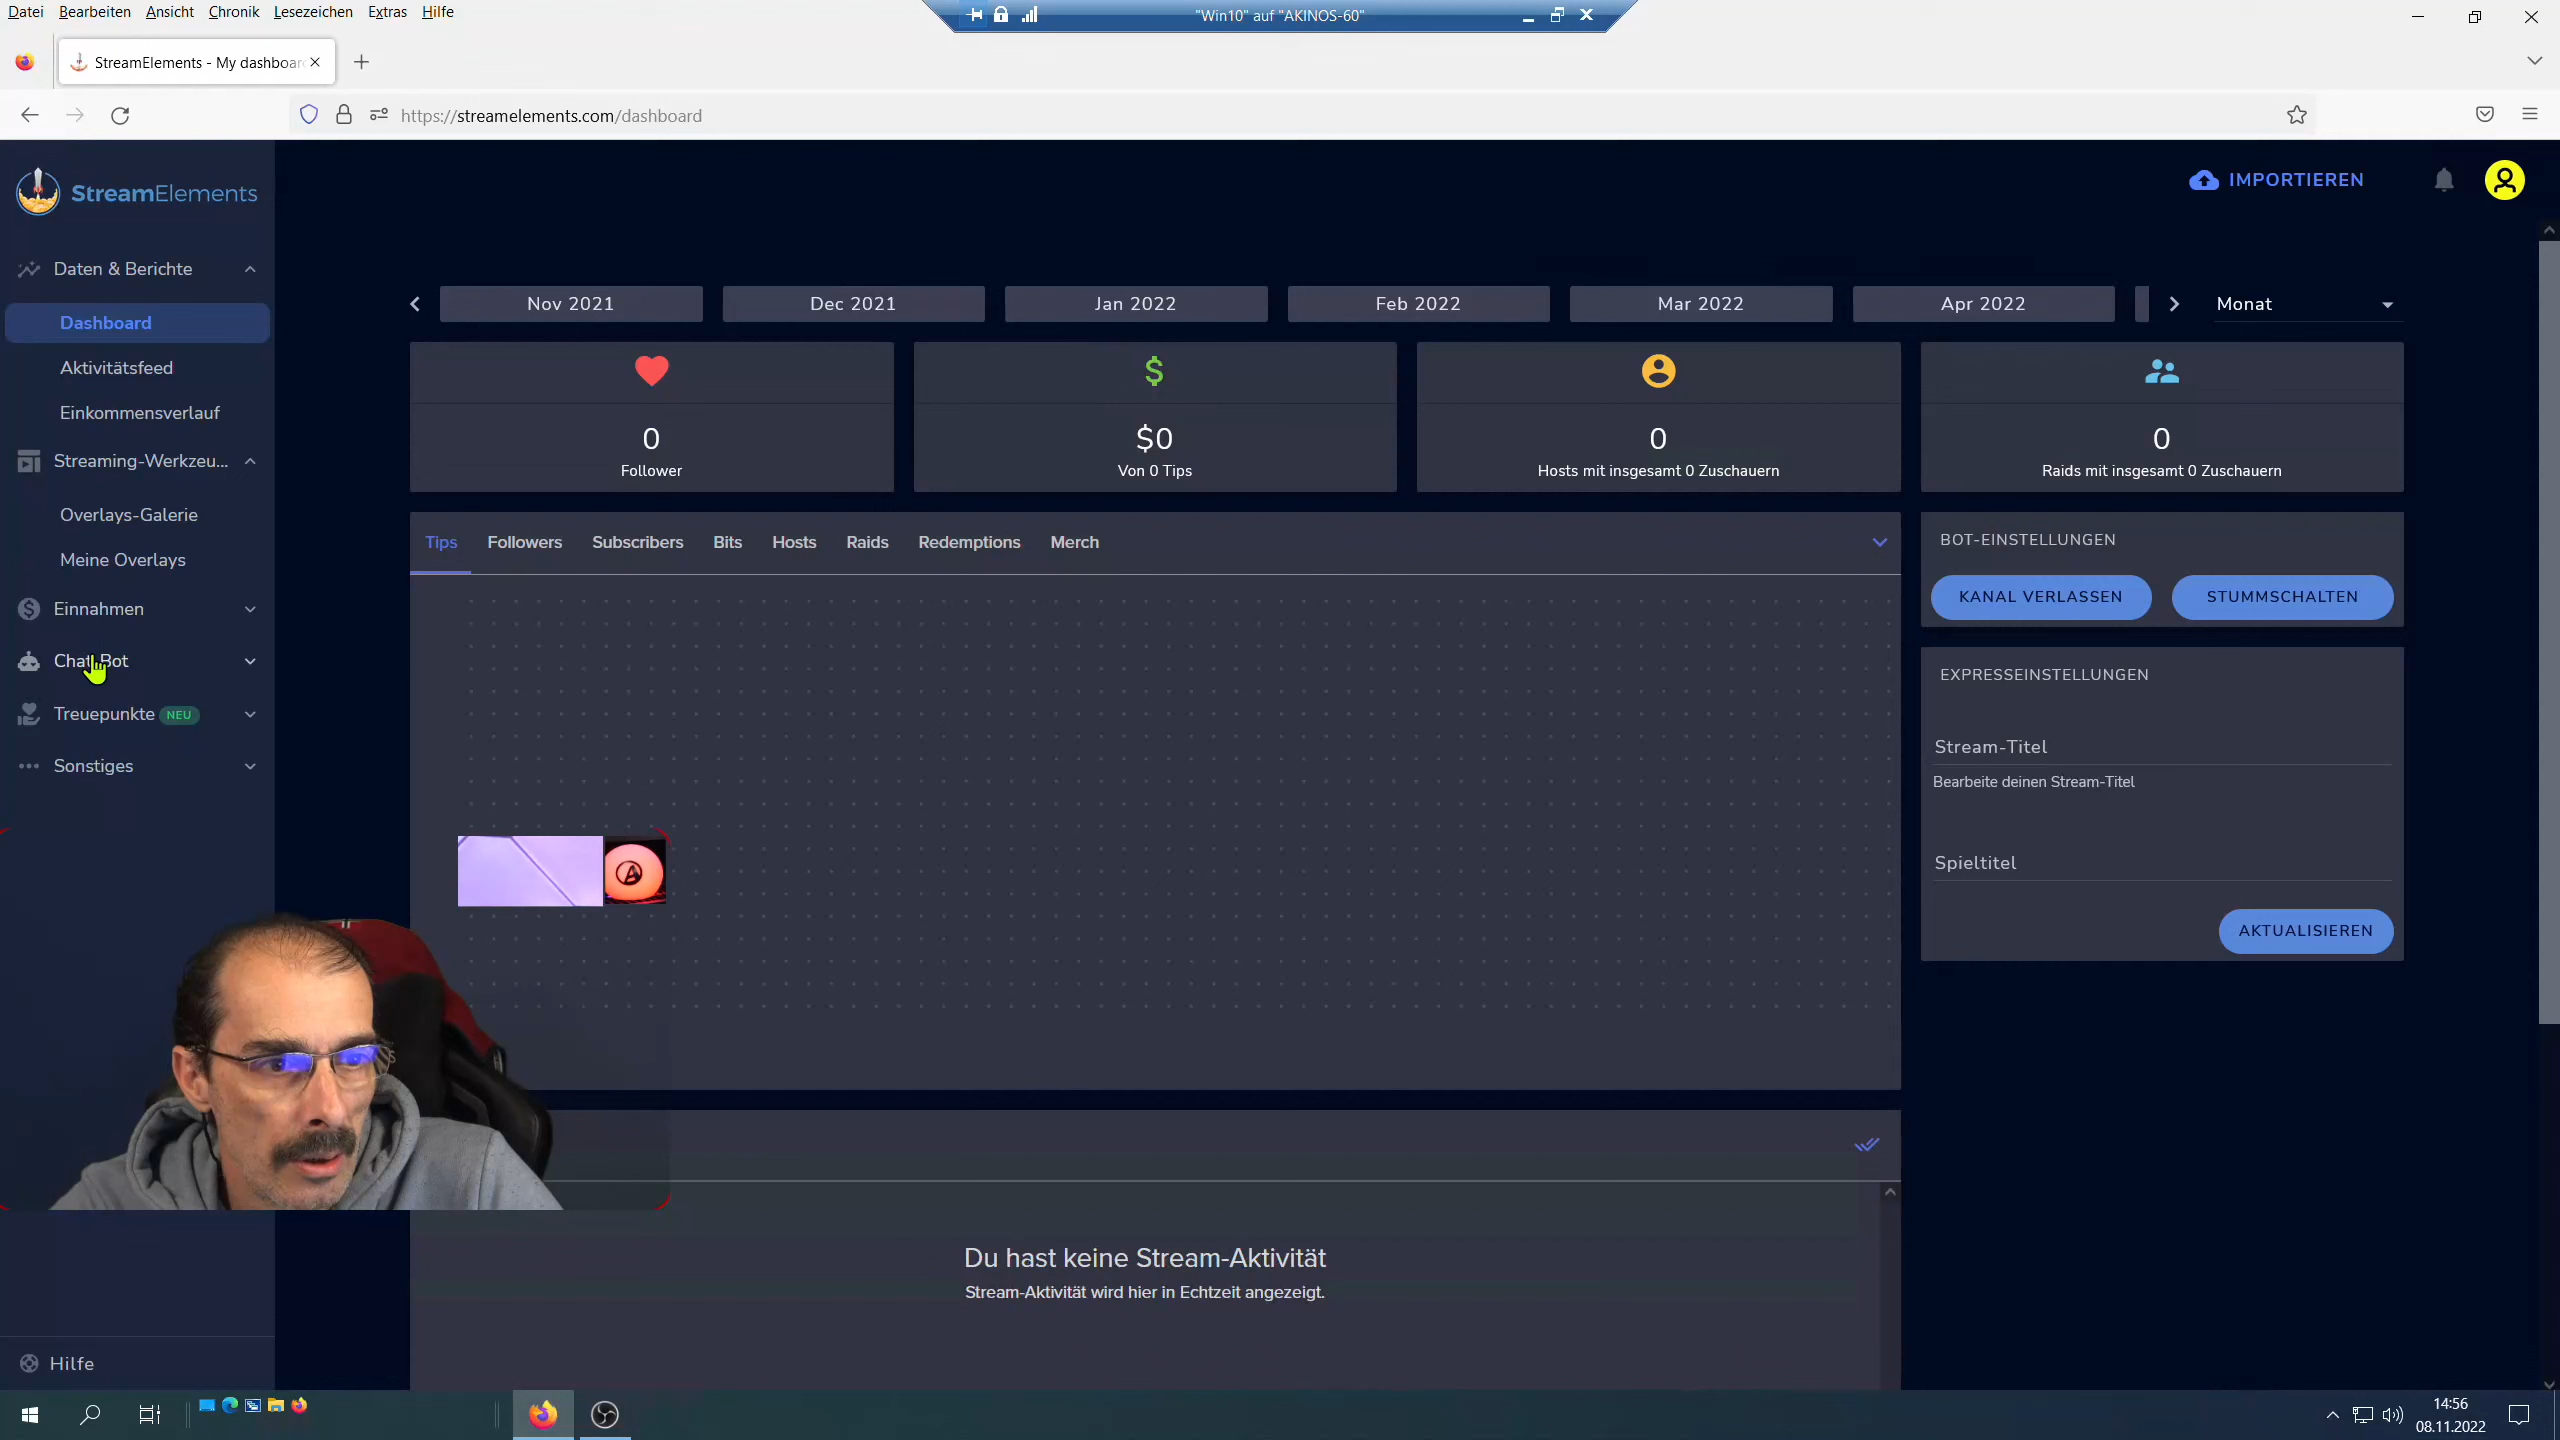 Datei Bearbeiten Ansicht Chronik Lesezeichen Extras Hilfe
"Win10" auf "AKINOS-60"
StreamElements - My dashboar
https://streamelements.com/dashboard
StreamElements
IMPORTIEREN
Daten & Berichte
Dashboard
Aktivitätsfeed
Einkommensverlauf
Streaming-Werkzeu...
Overlays-Galerie
Meine Overlays
Einnahmen
Chat Bot
Treuepunkte NEU
Sonstiges
Hilfe
Nov 2021 Dec 2021 Jan 2022 Feb 2022 Mar 2022 Apr 2022 Monat
0
Follower
$0
Von 0 Tips
0
Hosts mit insgesamt 0 Zuschauern
0
Raids mit insgesamt 0 Zuschauern
Tips Followers Subscribers Bits Hosts Raids Redemptions Merch
BOT-EINSTELLUNGEN
KANAL VERLASSEN STUMMSCHALTEN
EXPRESSEINSTELLUNGEN
Stream-Titel
Bearbeite deinen Stream-Titel
Spieltitel
AKTUALISIEREN
Du hast keine Stream-Aktivität
Stream-Aktivität wird hier in Echtzeit angezeigt.
14:56
08.11.2022